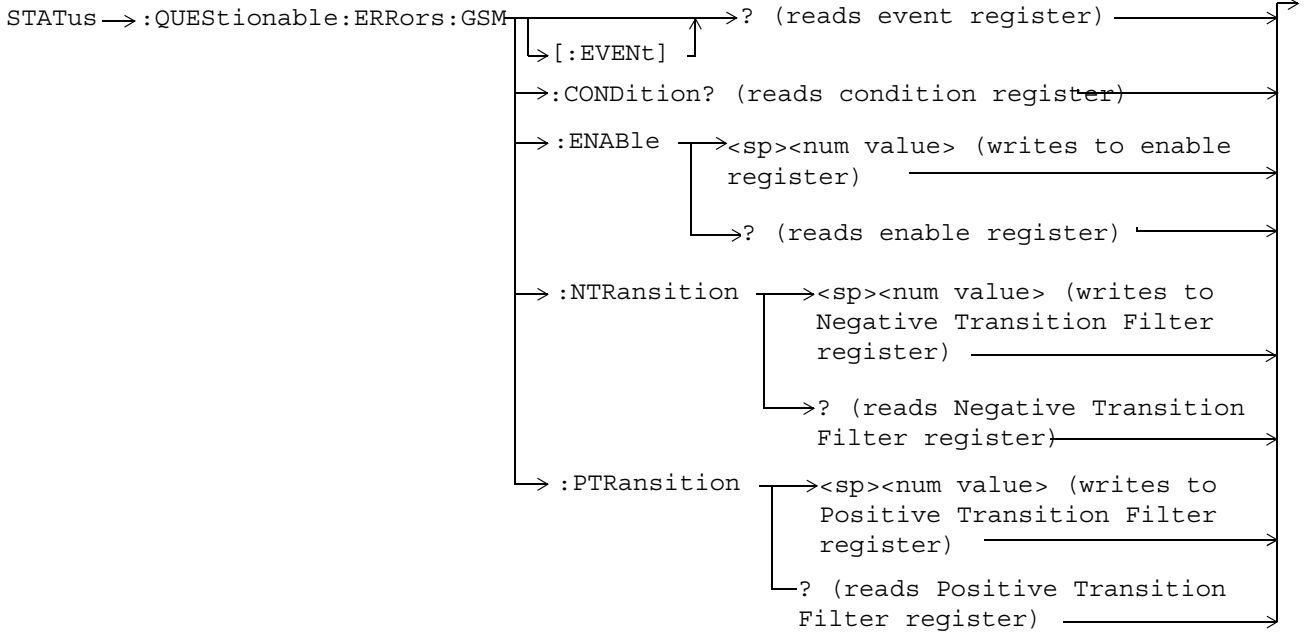 STATus :QUEStionable:ERRors:GSM ? (reads event register)
[:EVENt]
:CONDition? (reads condition register)
:ENABle <sp><num value> (writes to enable
register)
? (reads enable register)
:NTRansition <sp><num value> (writes to
Negative Transition Filter
register)
? (reads Negative Transition
Filter register)
:PTRansition <sp><num value> (writes to
Positive Transition Filter
register)
? (reads Positive Transition
Filter register)